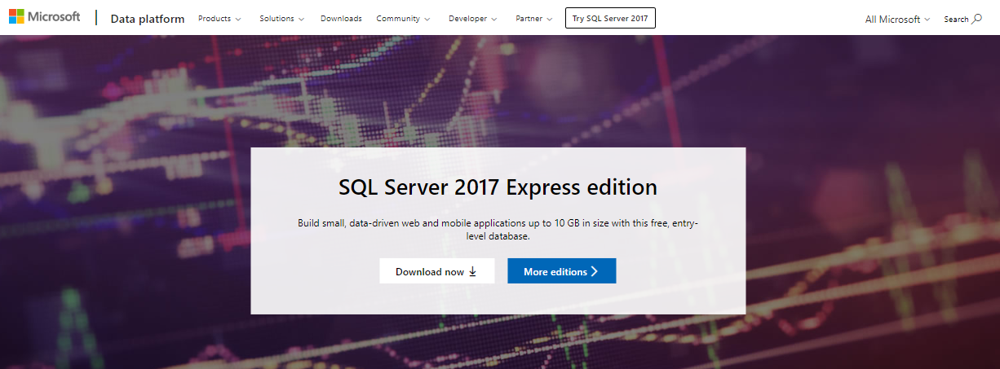 Microsoft Data platform Products Solutions Downloads Community Developer Partner Try SQL Server 2017 All Microsoft Search
SQL Server 2017 Express edition
Build small, data-driven web and mobile applications up to 10 GB in size with this free, entry-
level database.
Download now More editions